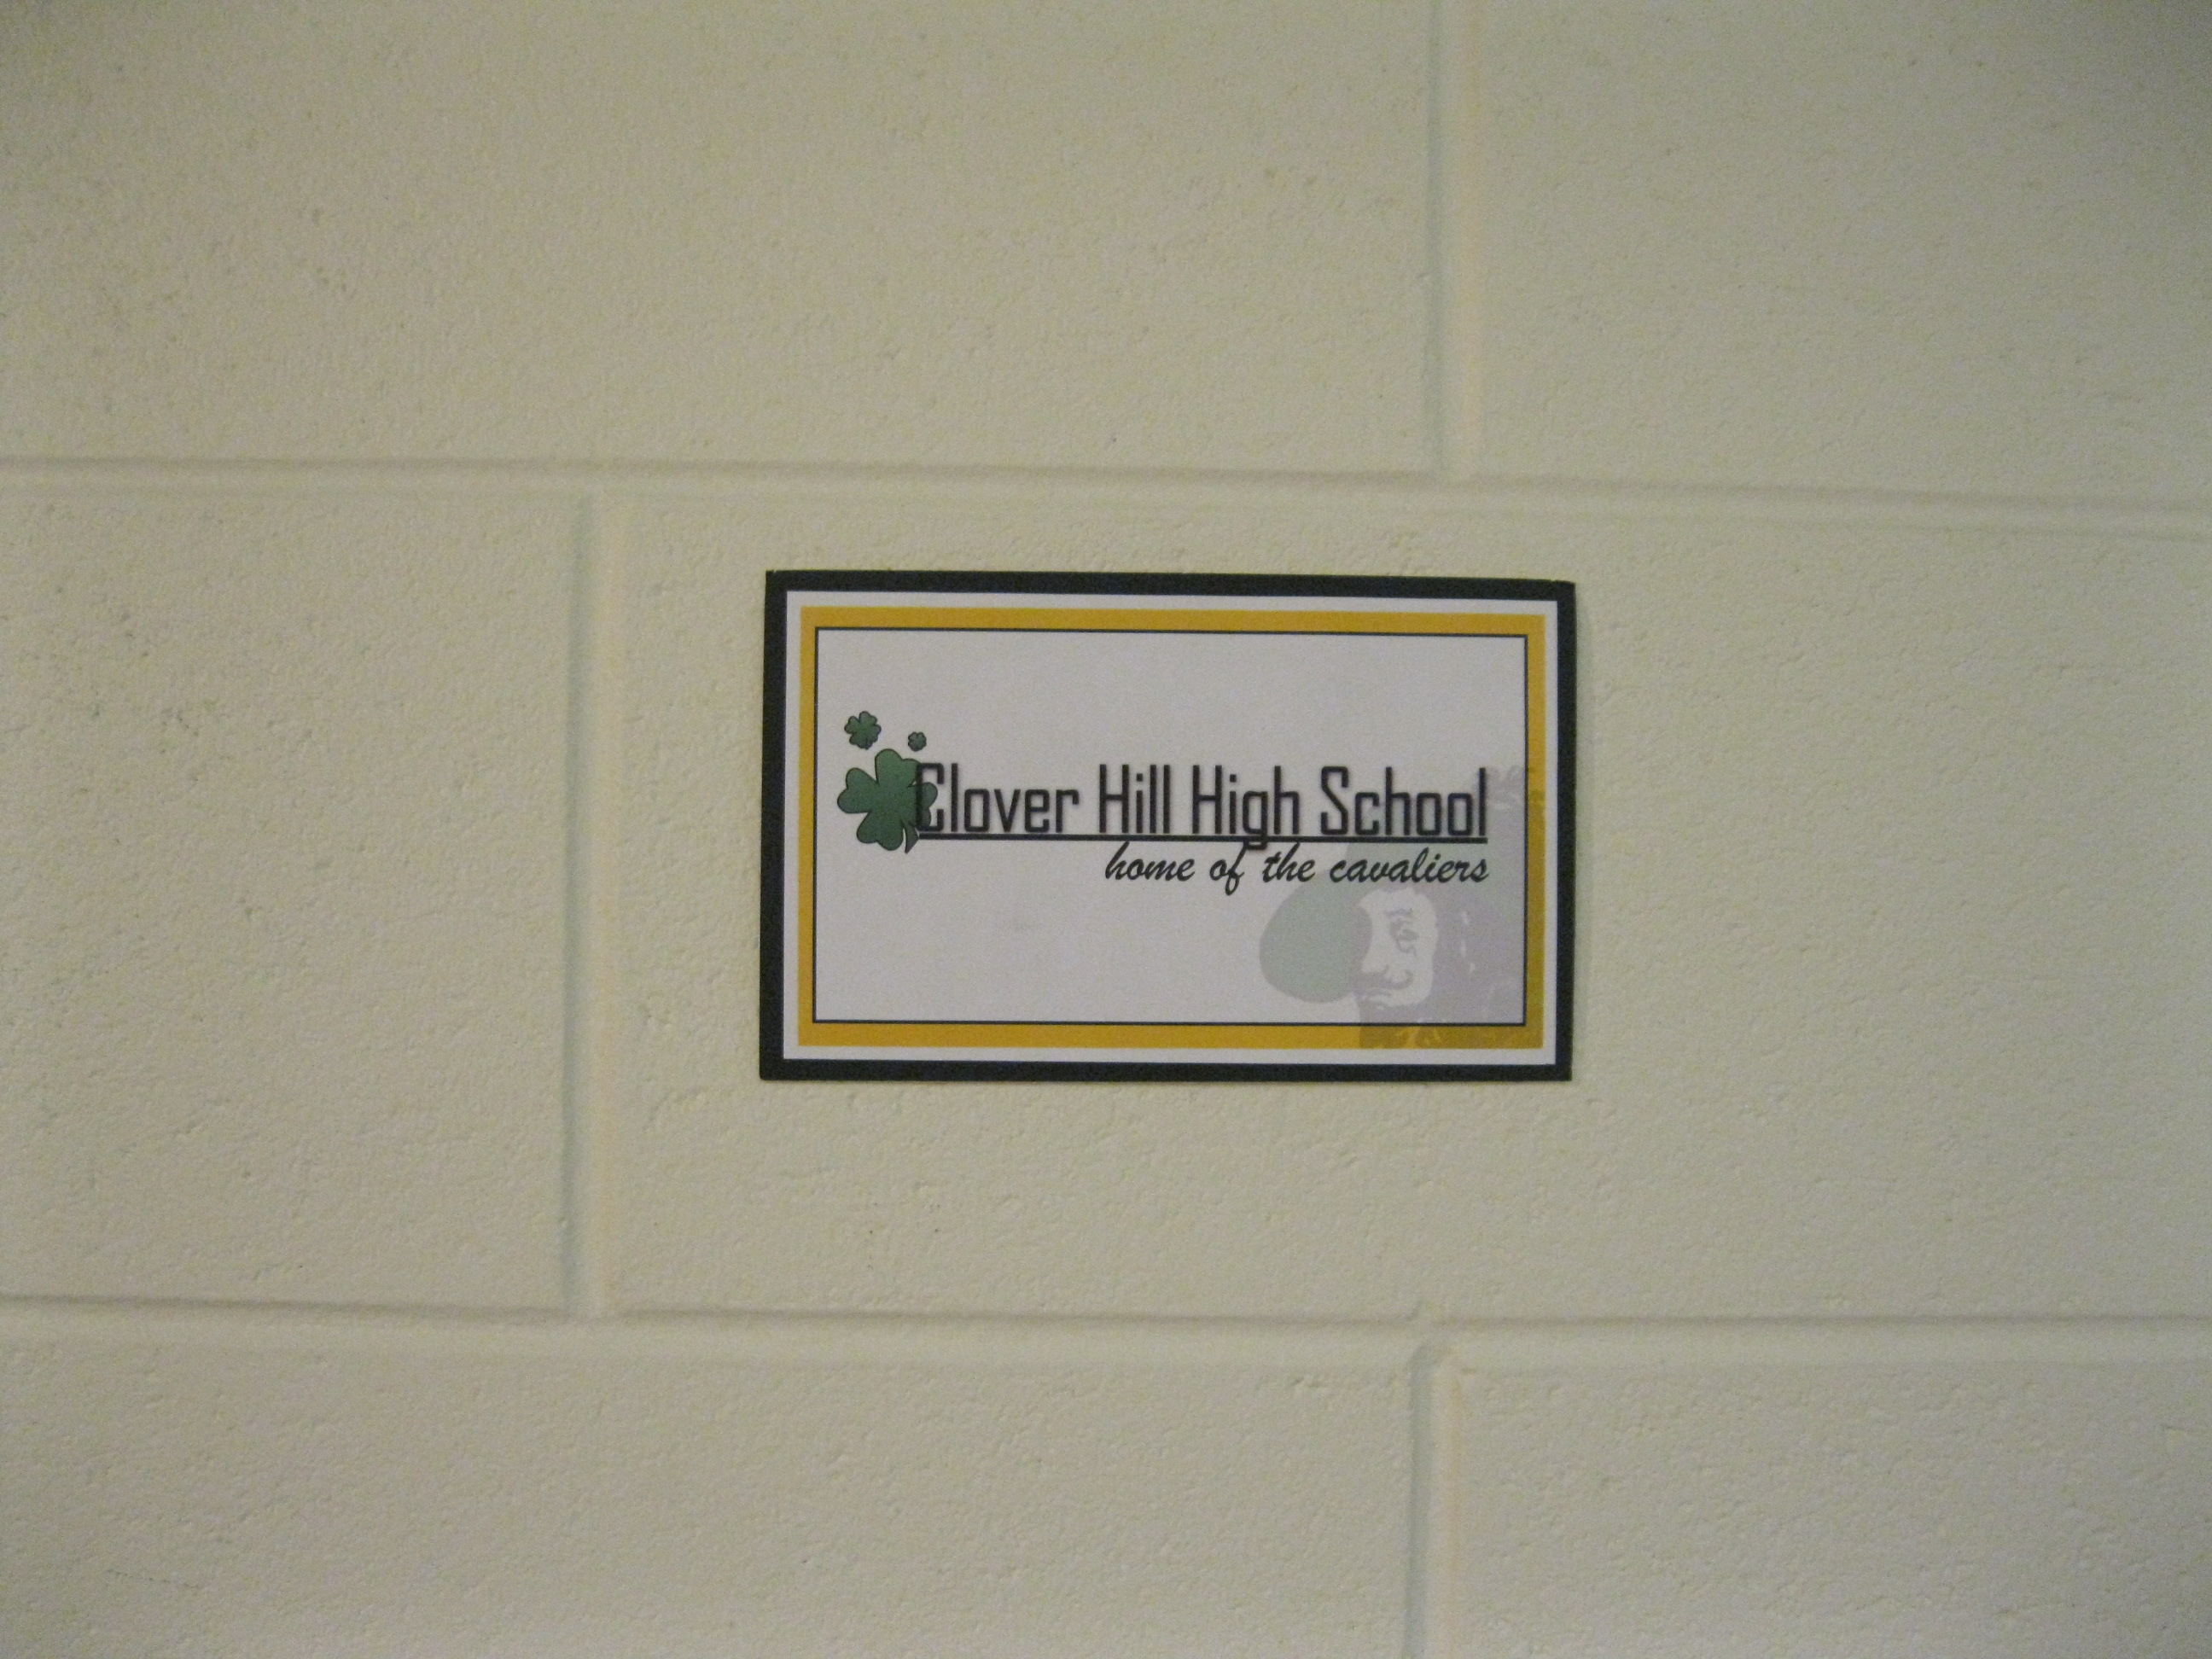 Clover Hill High School
home of the cavaliers